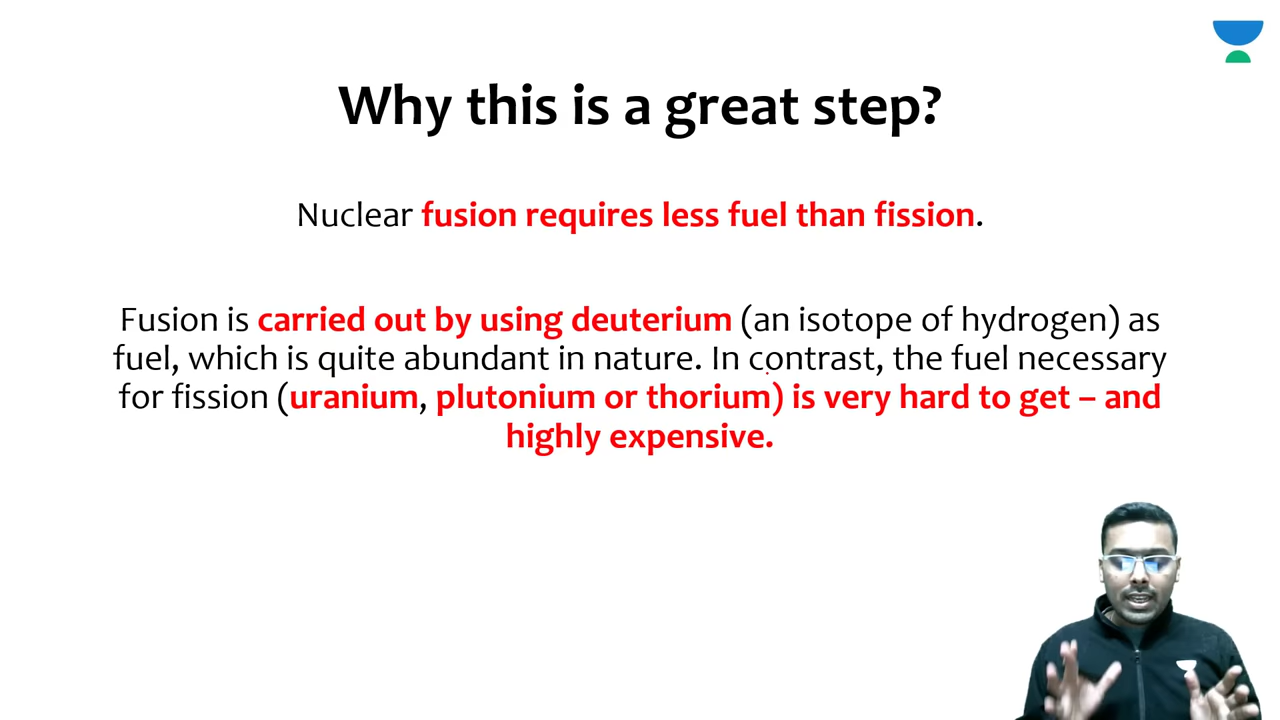 Why this is a great step?
Nuclear fusion requires less fuel than fission.
Fusion is carried out by using deuterium (an isotope of hydrogen) as
fuel, which is quite abundant in nature. In contrast, the fuel necessary
for fission (uranium, plutonium or thorium) is very hard to get – and
highly expensive.